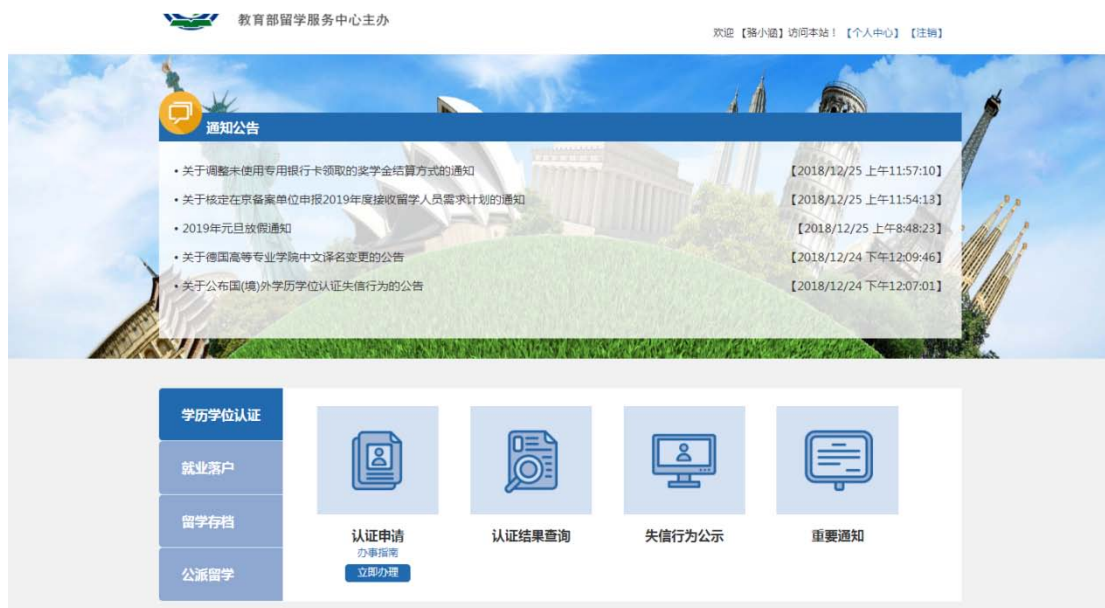 教育部留学服务中心主办
欢迎 【骆小涵】访问本站！【个人中心】 【注销】
通知公告
• 关于调整未使用专用银行卡领取的奖学金结算方式的通知 【2018/12/25 上午11:57:10】
• 关于核定在京备案单位申报2019年度接收留学人员需求计划的通知 【2018/12/25 上午11:54:13】
• 2019年元旦放假通知 【2018/12/25 上午8:48:23】
• 关于德国高等专业学院中文译名变更的公告 【2018/12/24 下午12:09:46】
• 关于公布国(境)外学历学位认证失信行为的公告 【2018/12/24 下午12:07:01】
学历学位认证
就业落户
留学存档
公派留学
认证申请 认证结果查询 失信行为公示 重要通知
办事指南
立即办理